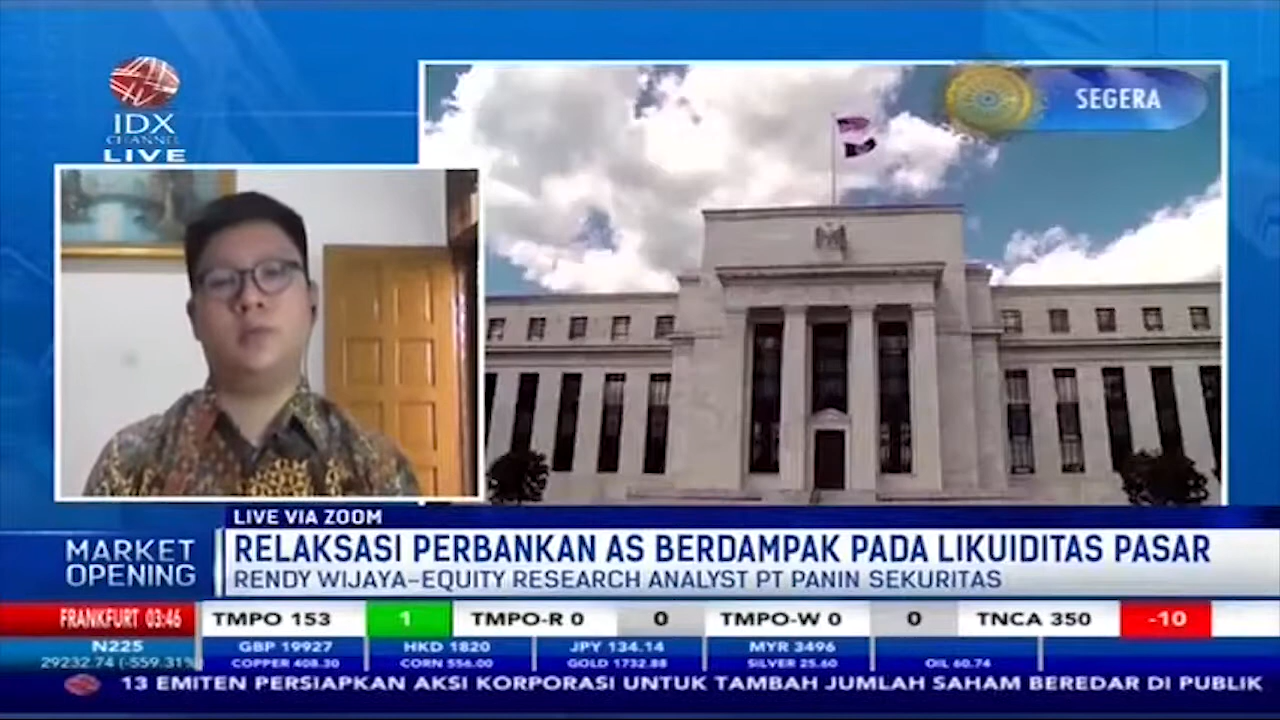 IDX
CHANNEL
LIVE
SEGERA
LIVE VIA ZOOM
MARKET OPENING
RELAKSASI PERBANKAN AS BERDAMPAK PADA LIKUIDITAS PASAR
RENDY WIJAYA-EQUITY RESEARCH ANALYST PT PANIN SEKURITAS
FRANKFURT 03:46
TMPO 153 1 TMPO-R 0 0 TMPO-W 0 0 TNCA 350 -10
N225 GBP 19927 HKD 1820 JPY 134.14 MYR 3496
29232.74 (-559.31%) COPPER 408.30 CORN 556.00 GOLD 1732.88 SILVER 25.60 OIL 60.74
13 EMITEN PERSIAPKAN AKSI KORPORASI UNTUK TAMBAH JUMLAH SAHAM BEREDAR DI PUBLIK